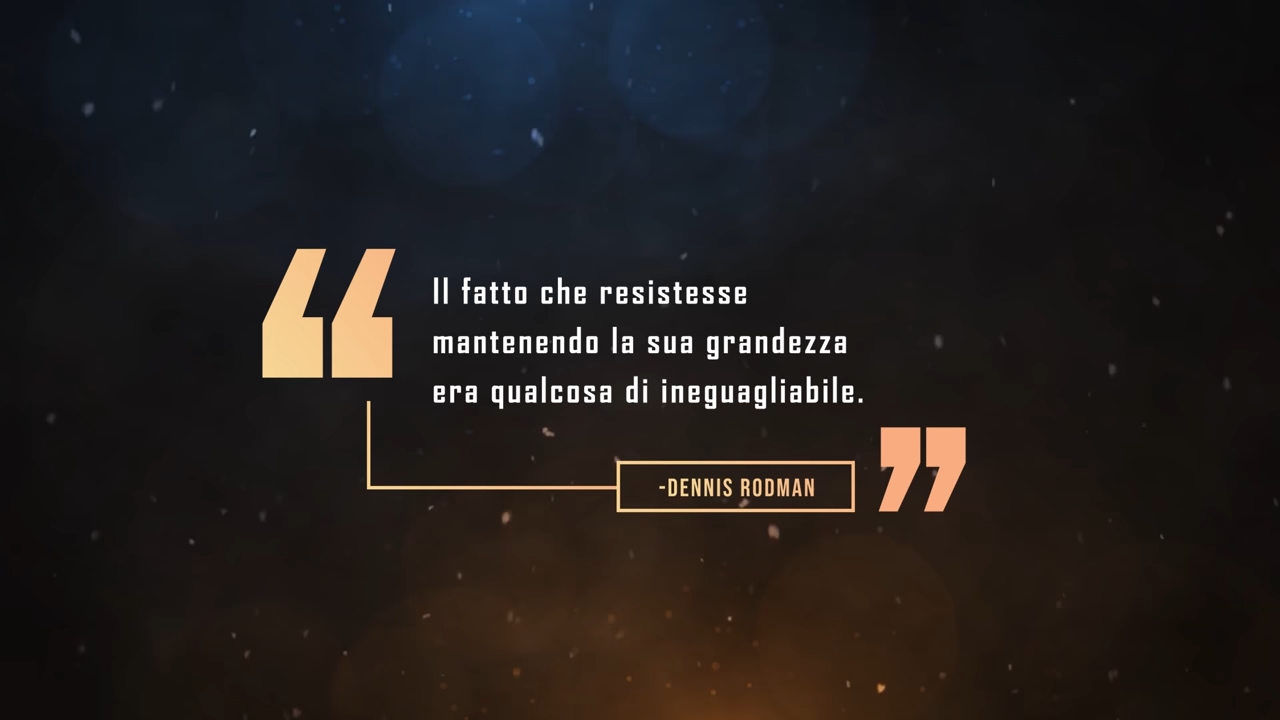 Il fatto che resistesse
mantenendo la sua grandezza
era qualcosa di ineguagliabile.
-DENNIS RODMAN